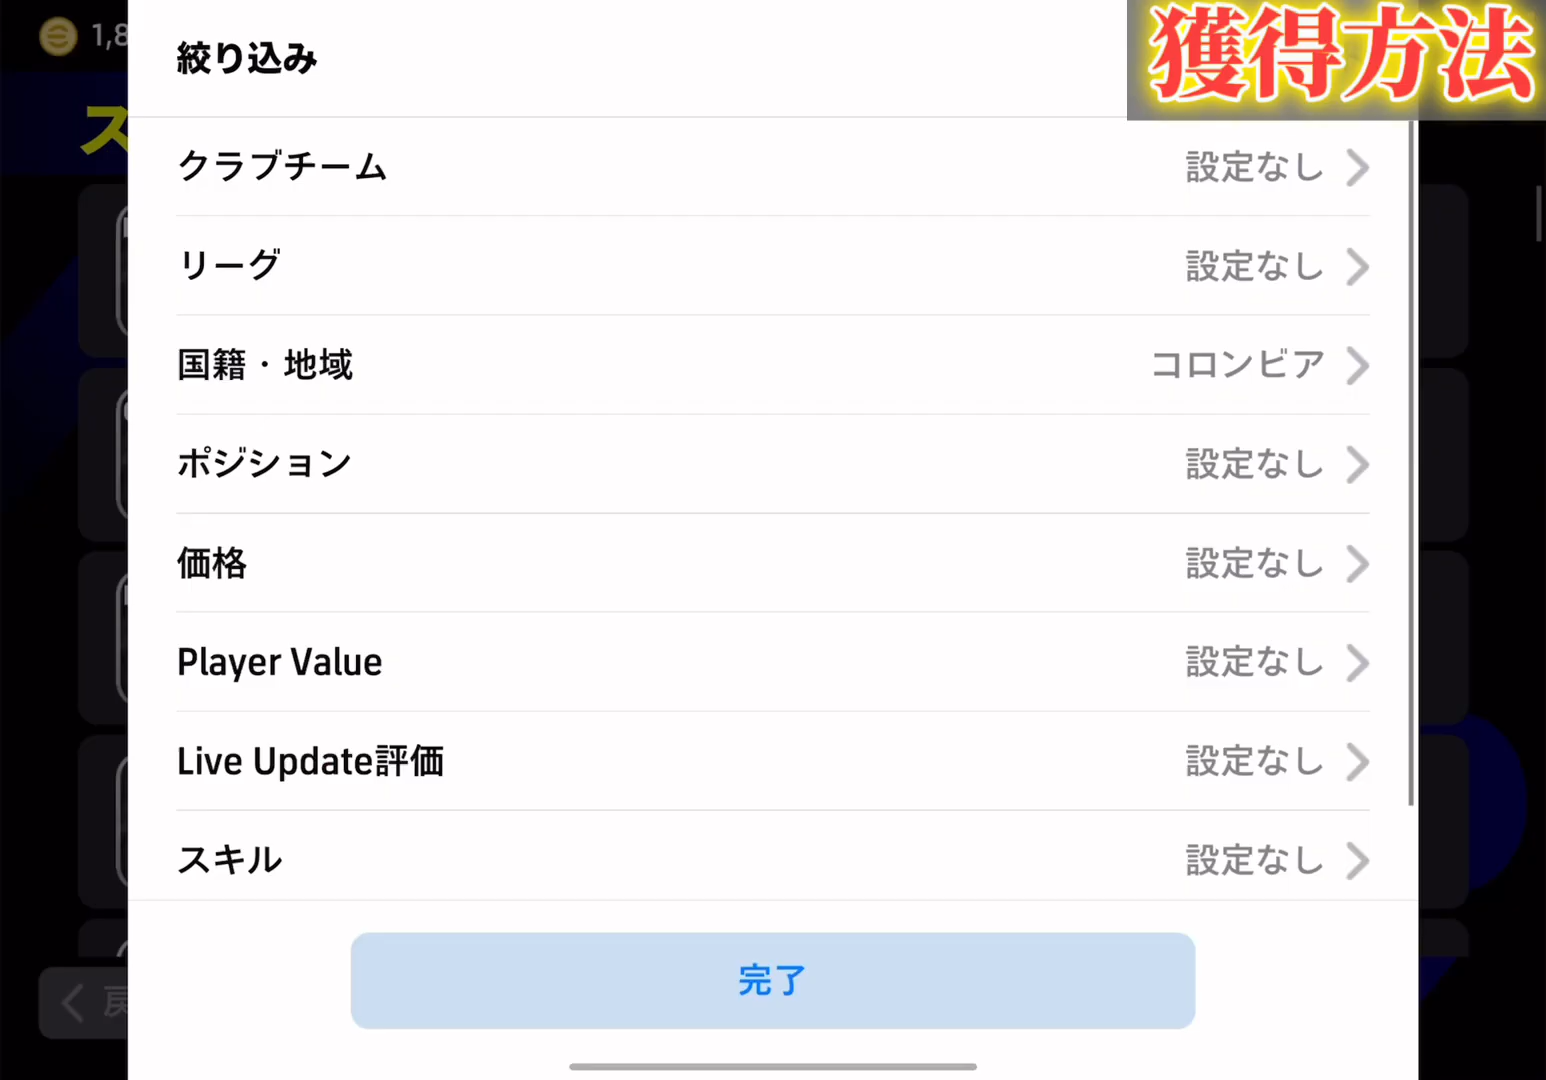 1,8
絞り込み
獲得方法
ス
クラブチーム 設定なし
リーグ 設定なし
国籍・地域 コロンビア
ポジション 設定なし
価格 設定なし
Player Value 設定なし
Live Update評価 設定なし
スキル 設定なし
完了
戻